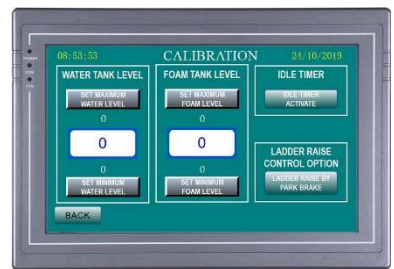 08:53:53 CALIBRATION 24/10/2019
WATER TANK LEVEL
SET MAXIMUM
WATER LEVEL
0
0
0
SET MINIMUM
WATER LEVEL
FOAM TANK LEVEL
SET MAXIMUM
FOAM LEVEL
0
0
0
SET MINIMUM
FOAM LEVEL
IDLE TIMER
IDLE TIMER
ACTIVATE
LADDER RAISE
CONTROL OPTION
LADDER RAISE BY
PARK BRAKE
BACK